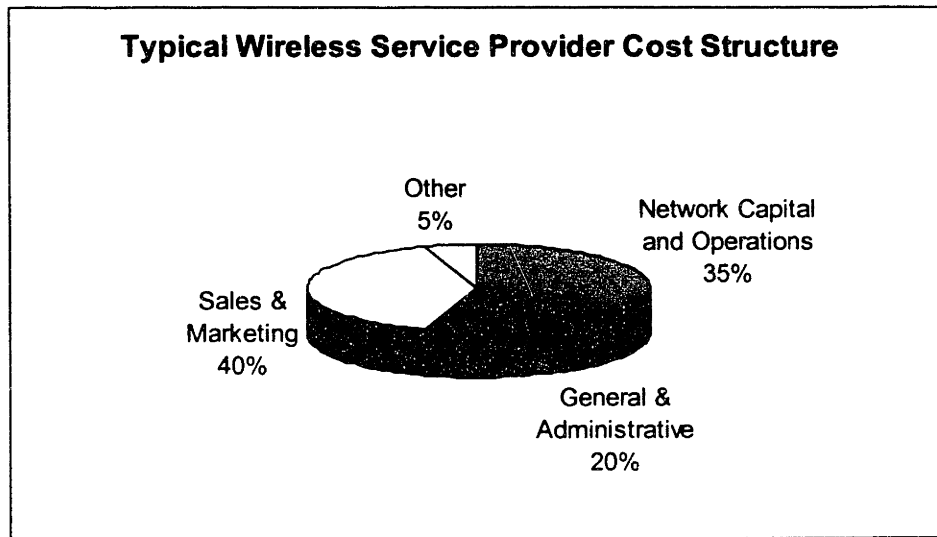 Typical Wireless Service Provider Cost Structure
Other
5%
Network Capital
and Operations
35%
Sales &
Marketing
40%
General &
Administrative
20%